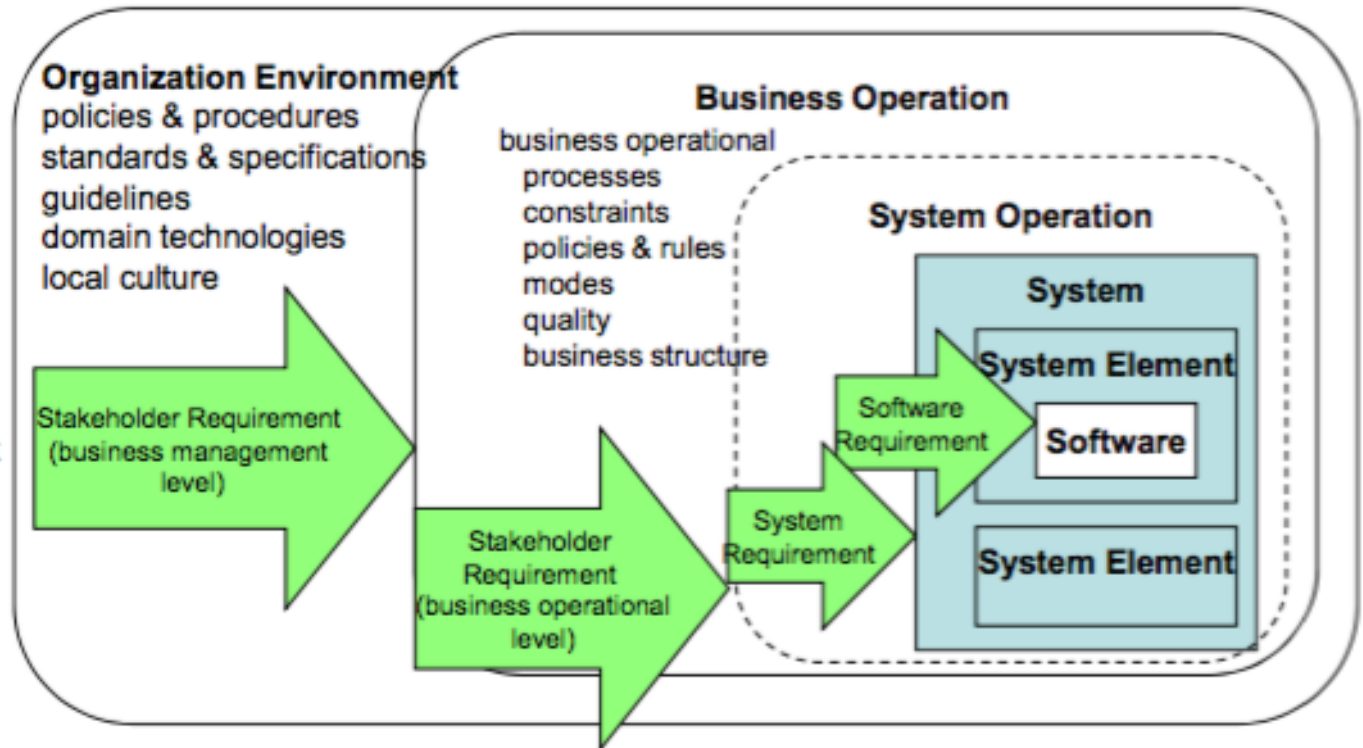 Organization Environment
policies & procedures
standards & specifications
guidelines
domain technologies
local culture
Stakeholder Requirement
(business management
level)
Business Operation
business operational
processes
constraints
policies & rules
modes
quality
business structure
Stakeholder
Requirement
(business operational
level)
System Operation
System
Requirement
Software
Requirement
System
System Element
Software
System Element